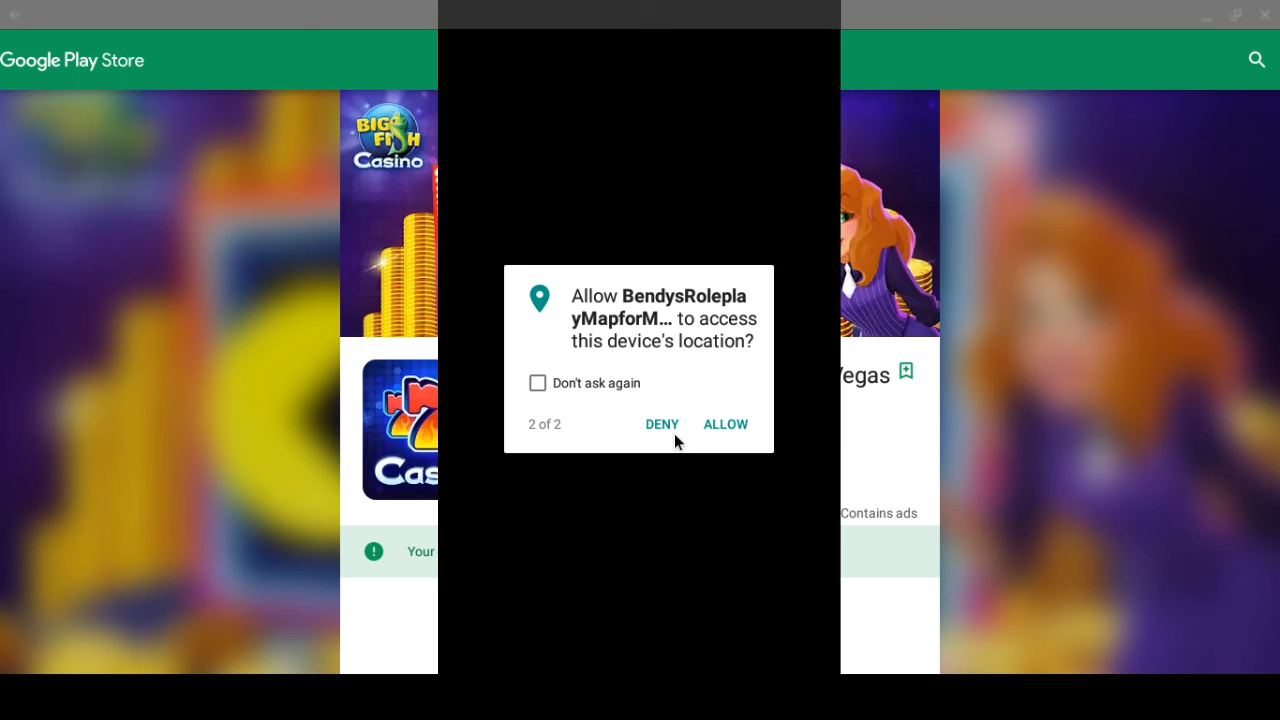 Google Play Store
BIG
FISH
Casino
Allow BendysRolepla
yMapforM... to access
this device's location?
Don't ask again
2 of 2
DENY
ALLOW
Vegas
Cas
Contains ads
Your